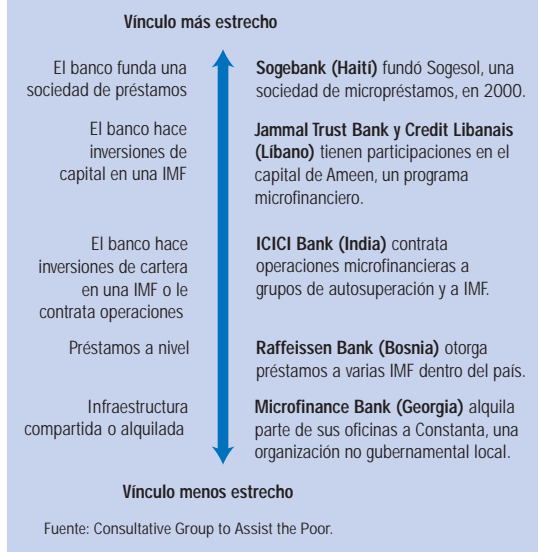 Vínculo más estrecho
El banco funda una
sociedad de préstamos
Sogebank (Haití) fundó Sogesol, una
sociedad de micropréstamos, en 2000.
El banco hace
inversiones de
capital en una IMF
Jammal Trust Bank y Credit Libanais
(Líbano) tienen participaciones en el
capital de Ameen, un programa
microfinanciero.
El banco hace
inversiones de cartera
en una IMF o le
contrata operaciones
ICICI Bank (India) contrata
operaciones microfinancieras a
grupos de autosuperación y a IMF.
Préstamos a nivel
Raffeissen Bank (Bosnia) otorga
préstamos a varias IMF dentro del país.
Infraestructura
compartida o alquilada
Microfinance Bank (Georgia) alquila
parte de sus oficinas a Constanta, una
organización no gubernamental local.
Vínculo menos estrecho
Fuente: Consultative Group to Assist the Poor.